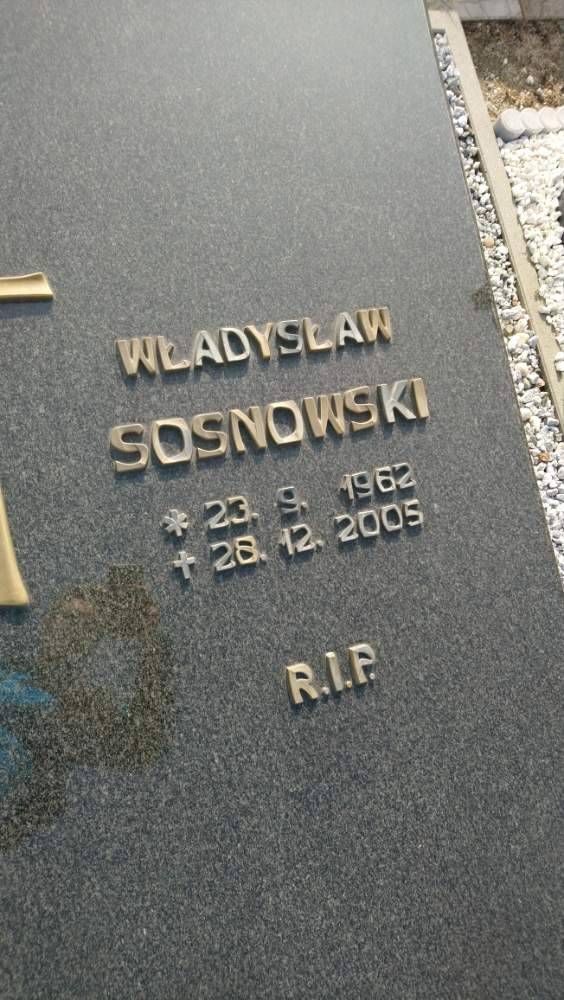 WŁADYSŁAW
SOSNOWSKI
* 23. 9. 1962
+ 28. 12. 2005
R.I.P.